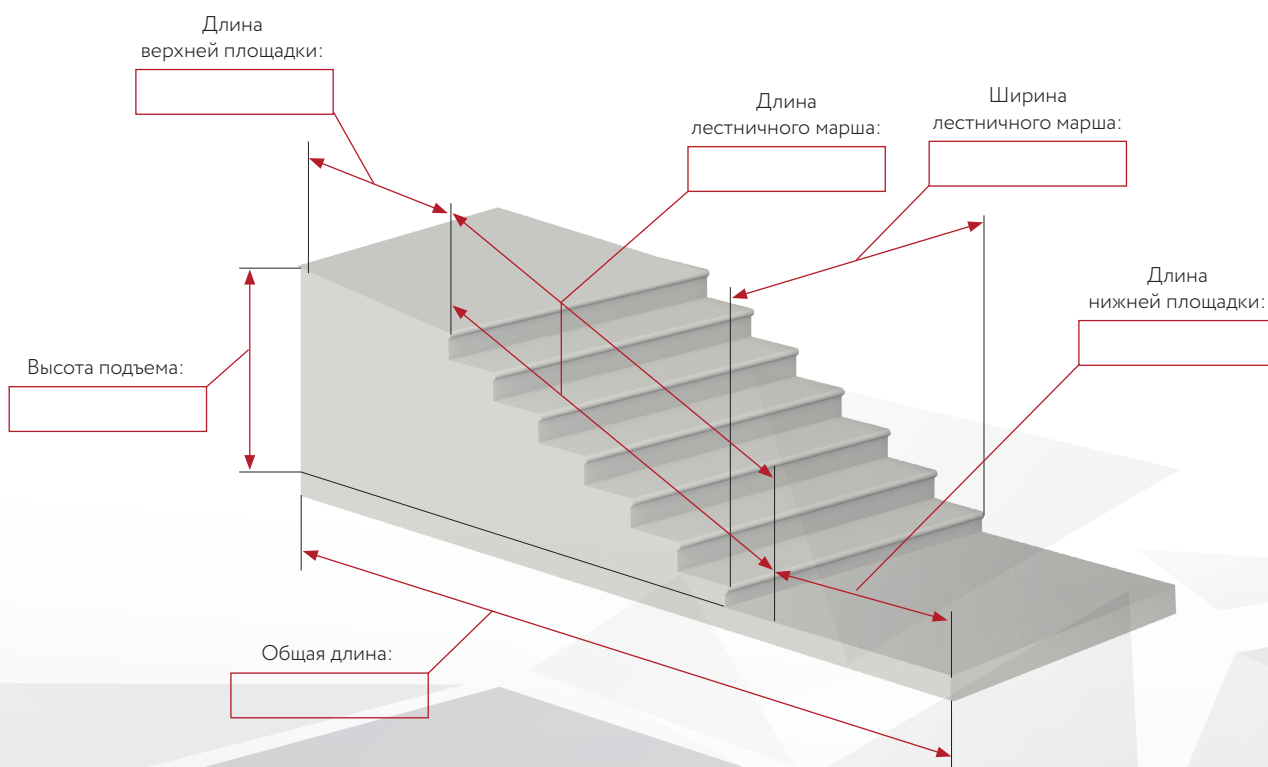 Длина
верхней площадки:
Длина
лестничного марша:
Ширина
лестничного марша:
Длина
нижней площадки:
Высота подъема:
Общая длина: